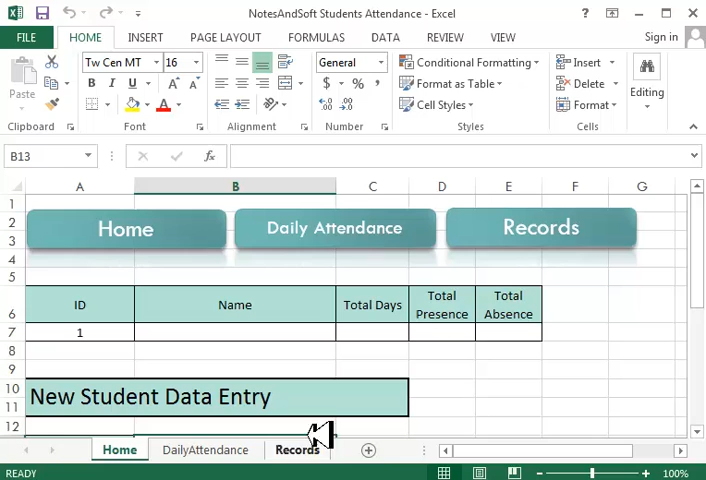 NotesAndSoft Students Attendance - Excel
FILE HOME INSERT PAGE LAYOUT FORMULAS DATA REVIEW VIEW Sign in
Tw Cen MT 16 General Conditional Formatting Insert
Paste B I U A A $ % , Format as Table Delete Editing
A .00 .0 Cell Styles Format
Clipboard Font Alignment Number Styles Cells
B13 fx
A B C D E F G
1
2 Home Daily Attendance Records
3
4
5
6 ID Name Total Days Total Presence Total Absence
7 1
8
9
10 New Student Data Entry
11
12
Home DailyAttendance Records
READY 100%